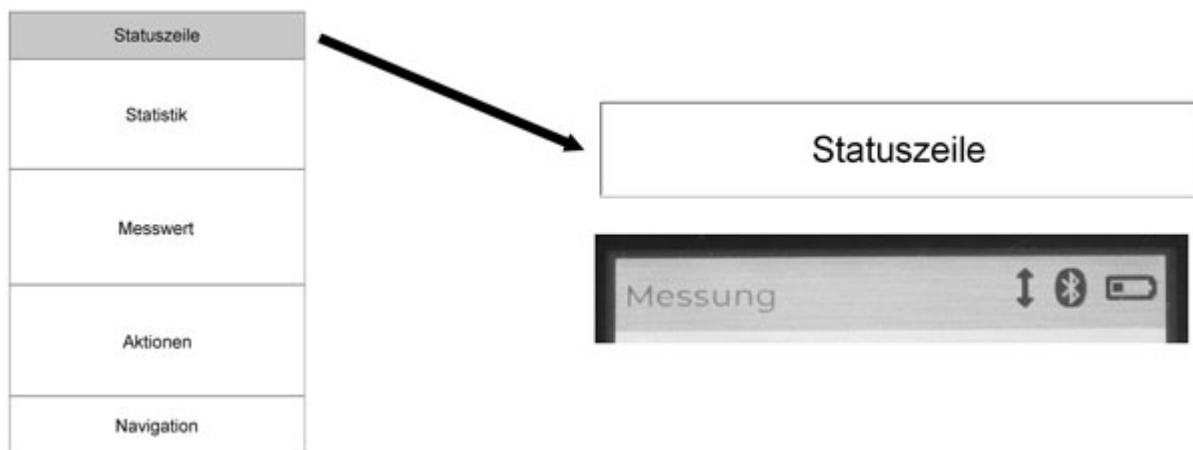 Statuszeile
Statistik
Messwert
Aktionen
Navigation
Statuszeile
Messung